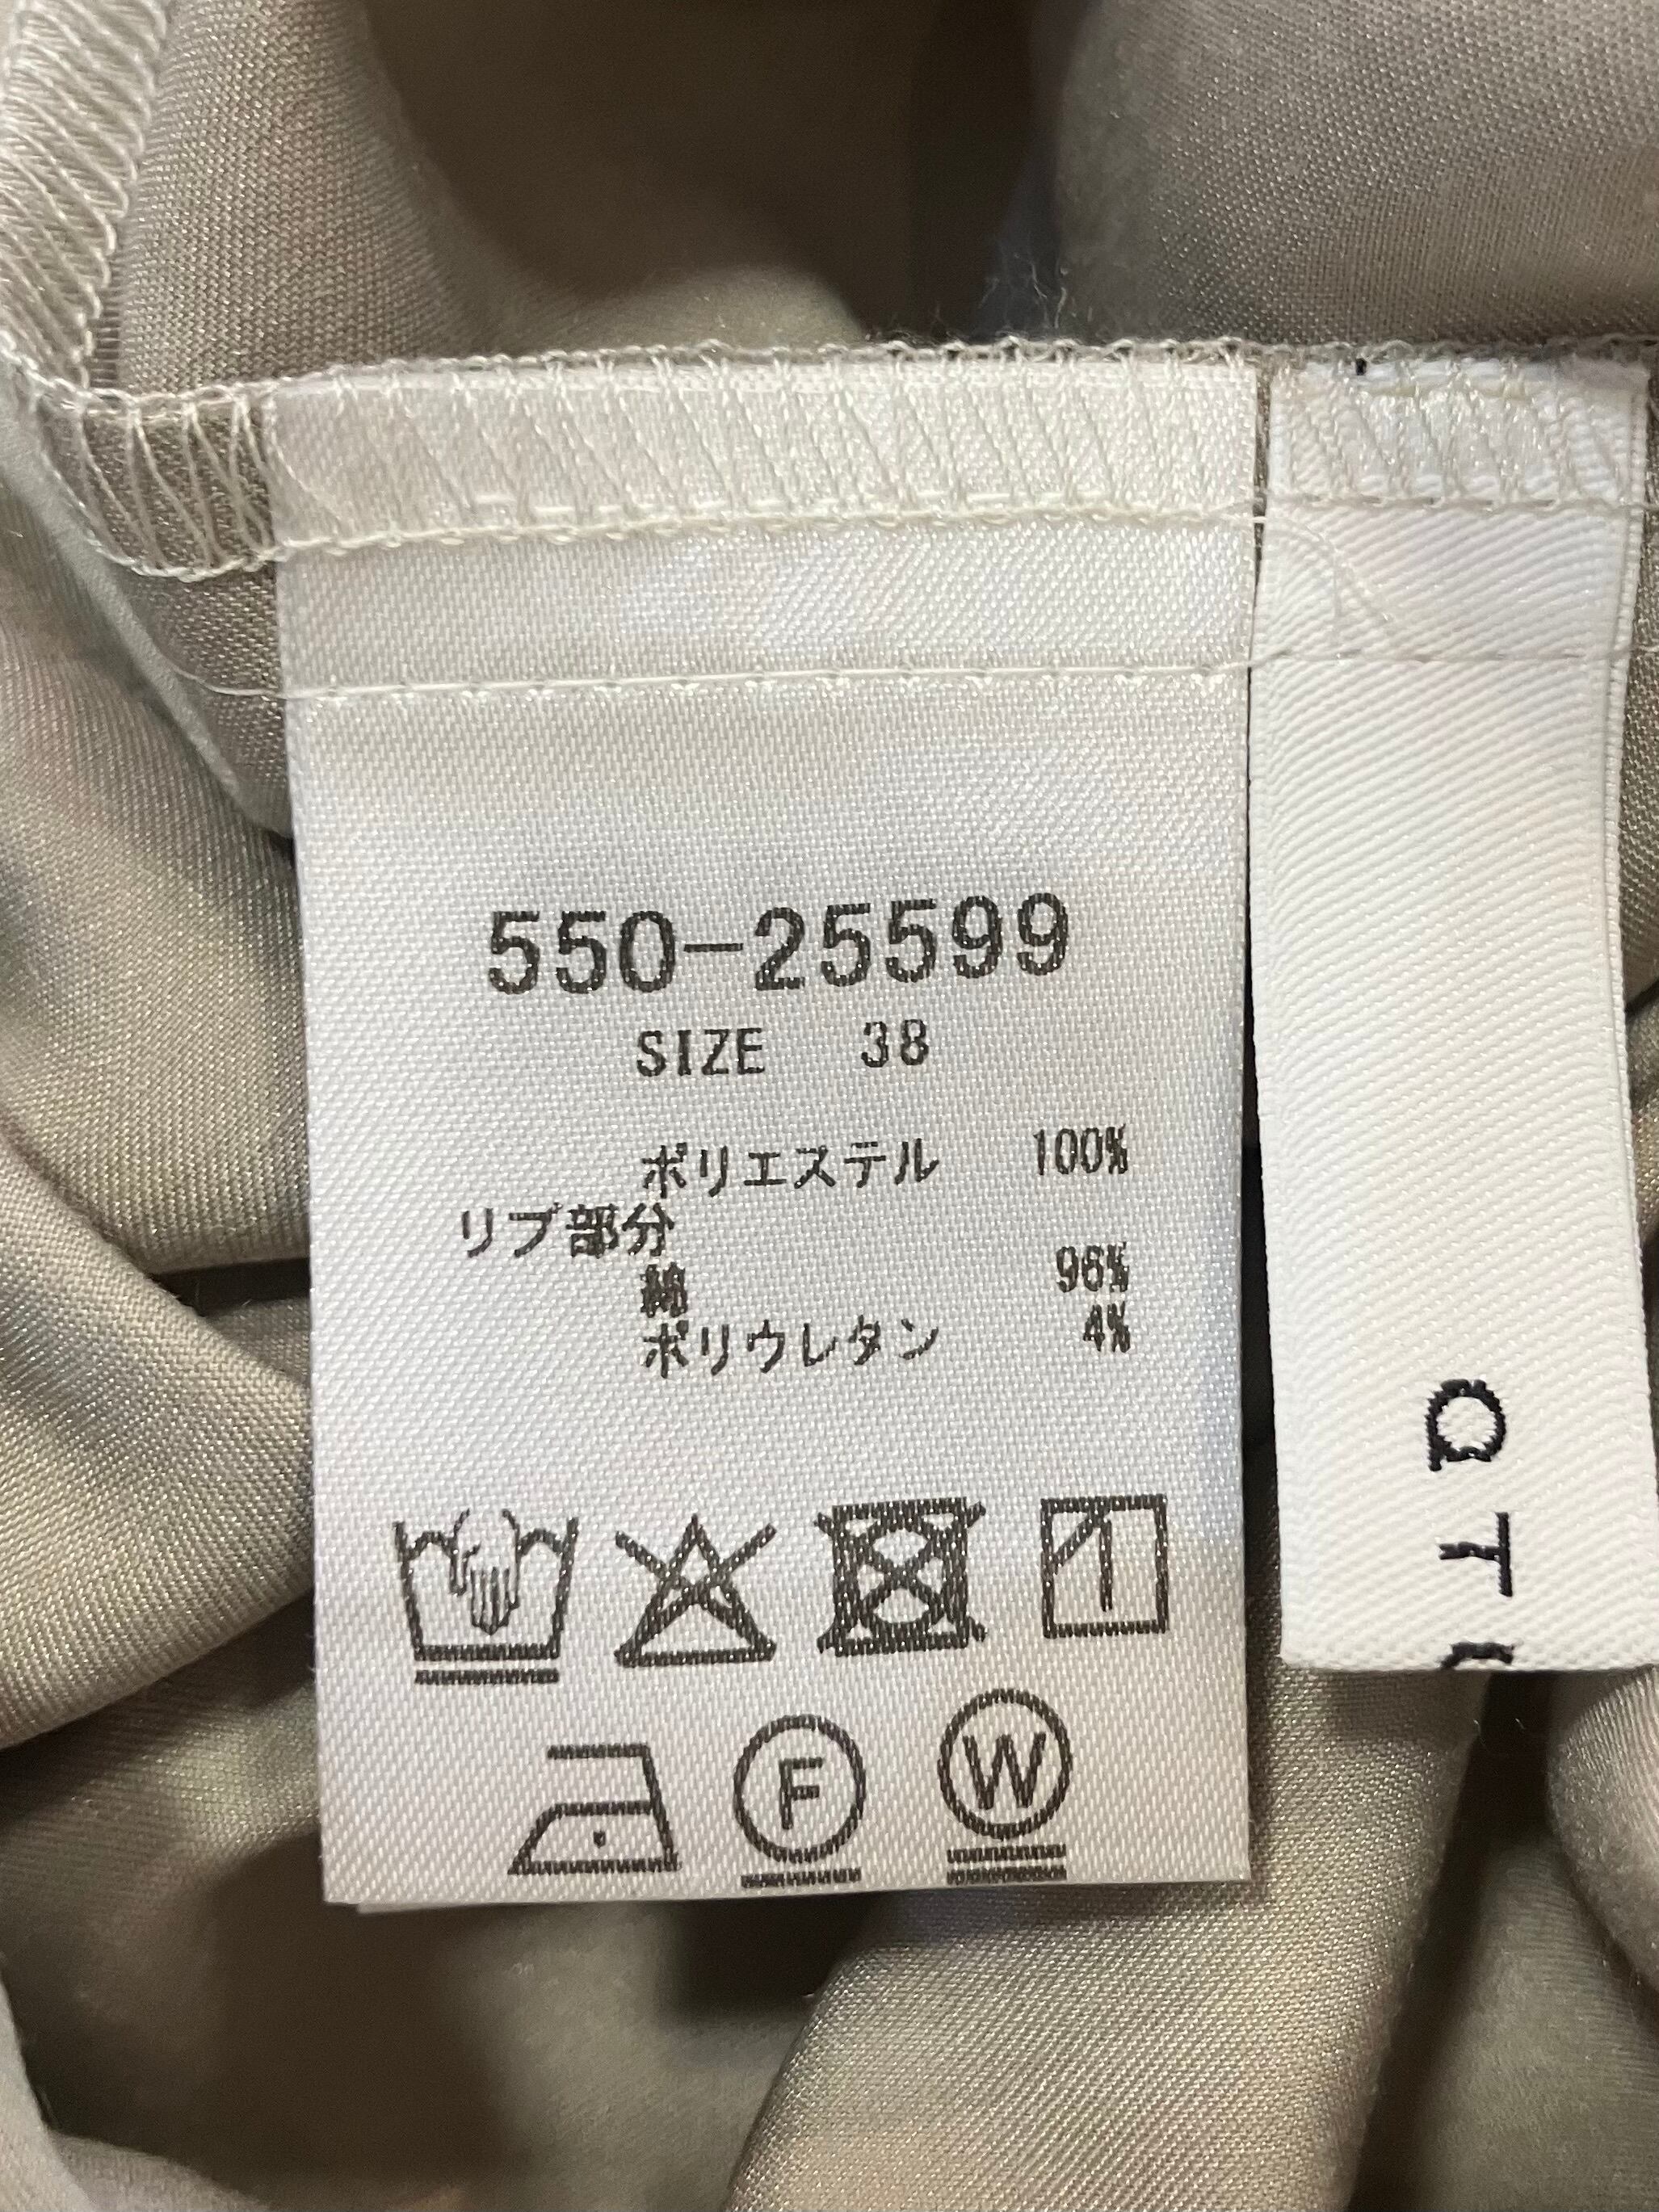 550-25599
SIZE 38
ポリエステル 100%
リブ部分
綿 96%
ポリウレタン 4%
F
W
a
T